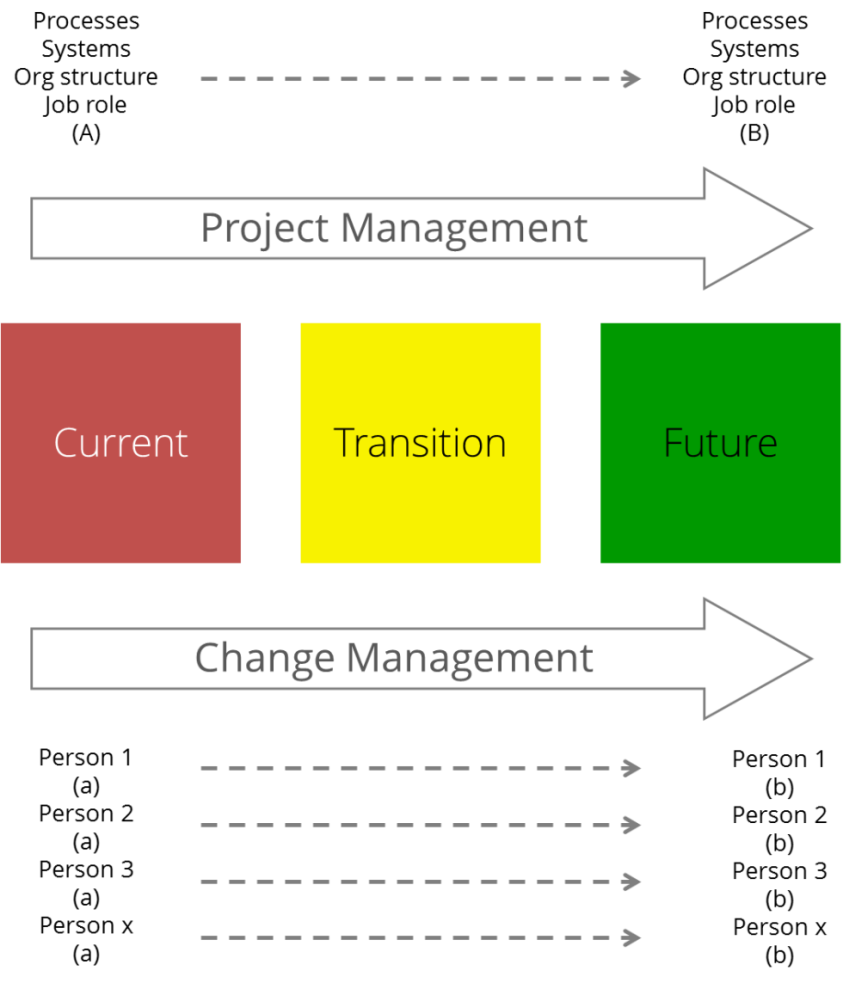 Processes
Systems
Org structure
Job role
(A)
Processes
Systems
Org structure
Job role
(B)
Project Management
Current
Transition
Future
Change Management
Person 1
(a)
Person 2
(a)
Person 3
(a)
Person x
(a)
Person 1
(b)
Person 2
(b)
Person 3
(b)
Person x
(b)